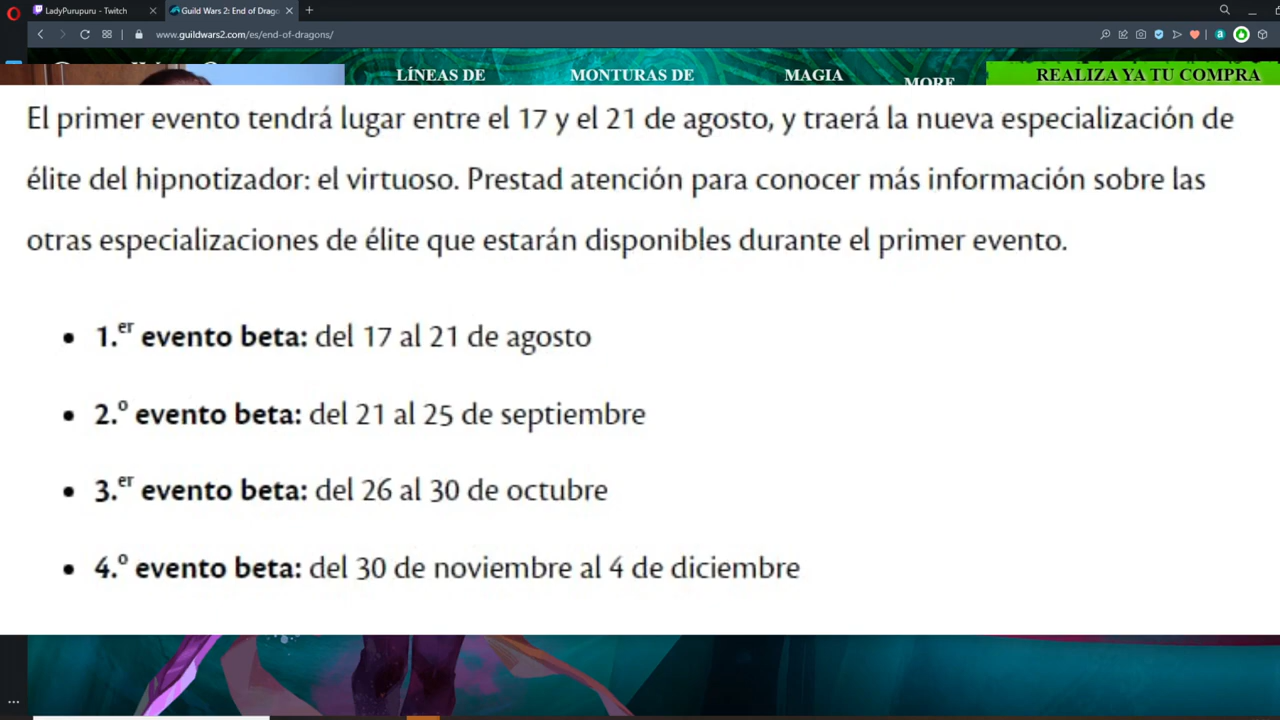 LadyPurupuru - Twitch
Guild Wars 2: End of Drago
www.guildwars2.com/es/end-of-dragons/
LÍNEAS DE MONTURAS DE MAGIA MORE REALIZA YA TU COMPRA
El primer evento tendrá lugar entre el 17 y el 21 de agosto, y traerá la nueva especialización de
élite del hipnotizador: el virtuoso. Prestad atención para conocer más información sobre las
otras especializaciones de élite que estarán disponibles durante el primer evento.
• 1.er evento beta: del 17 al 21 de agosto
• 2.º evento beta: del 21 al 25 de septiembre
• 3.er evento beta: del 26 al 30 de octubre
• 4.º evento beta: del 30 de noviembre al 4 de diciembre